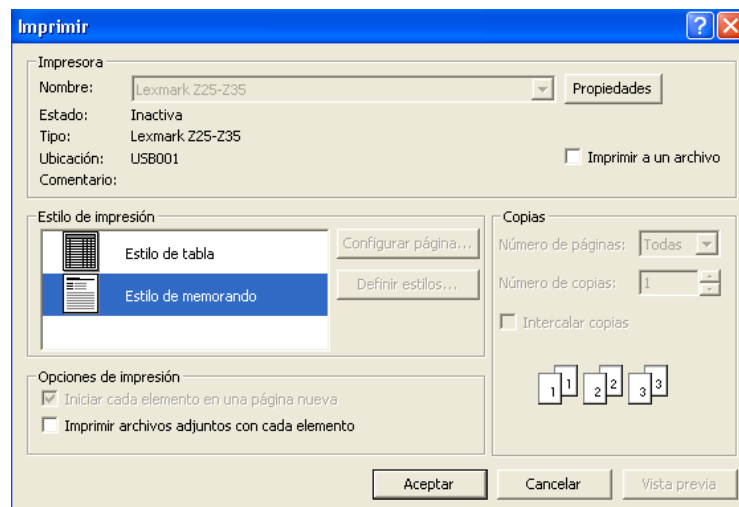 Imprimir
Impresora
Nombre: Lexmark Z25-Z35 Propiedades
Estado: Inactiva
Tipo: Lexmark Z25-Z35
Ubicación: USB001 Imprimir a un archivo
Comentario:
Estilo de impresión
Estilo de tabla
Estilo de memorando
Configurar página...
Definir estilos...
Copias
Número de páginas: Todas
Número de copias: 1
Intercalar copias
1 1 2 2 3 3
Opciones de impresión
Iniciar cada elemento en una página nueva
Imprimir archivos adjuntos con cada elemento
Aceptar Cancelar Vista previa